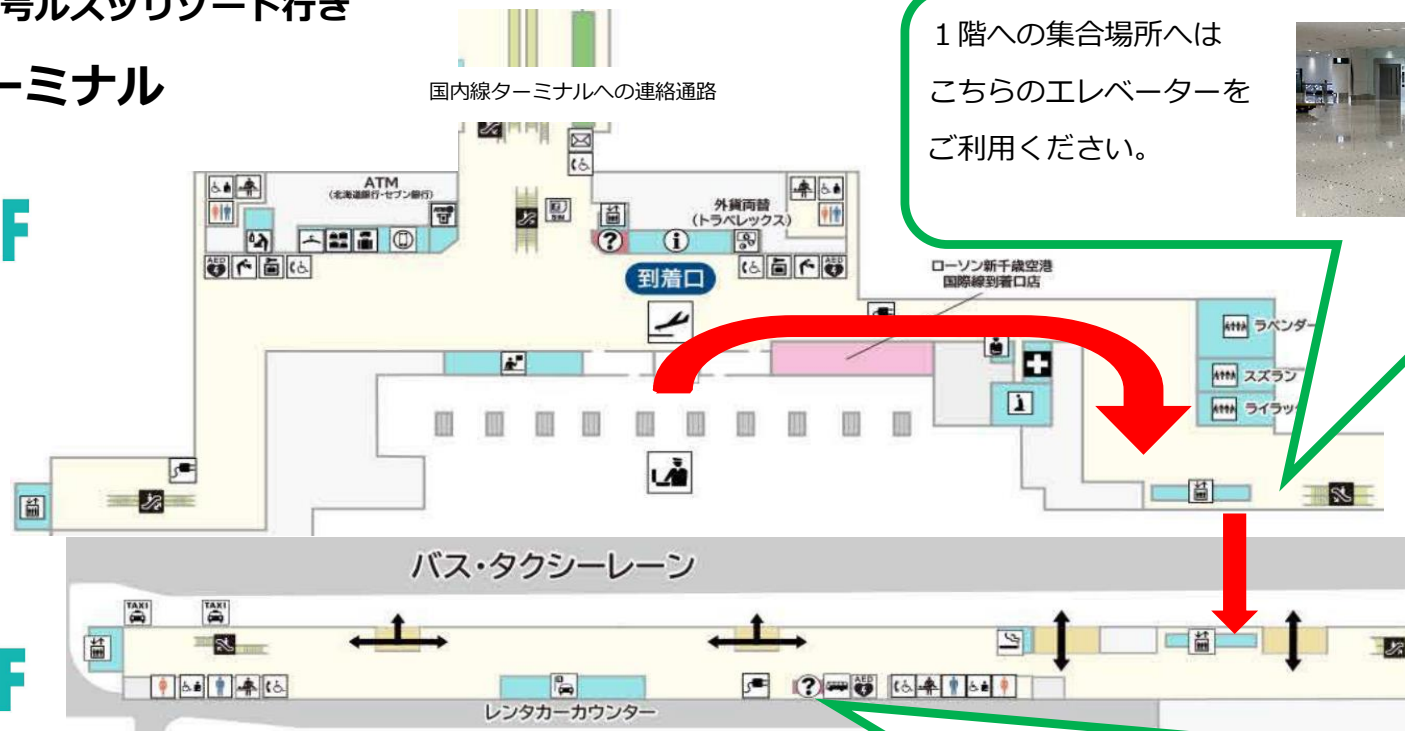 号ルスツリゾート行き
ーミナル
国内線ターミナルへの連絡通路
１階への集合場所へは
こちらのエレベーターを
ご利用ください。
F
ATM
(北海道銀行・セブン銀行)
外貨両替
(トラベレックス)
AED
AED
到着口
ローソン新千歳空港
国際線到着口店
ラベンダー
スズラン
ライラック
バス・タクシーレーン
TAXI
TAXI
F
AED
レンタカーカウンター